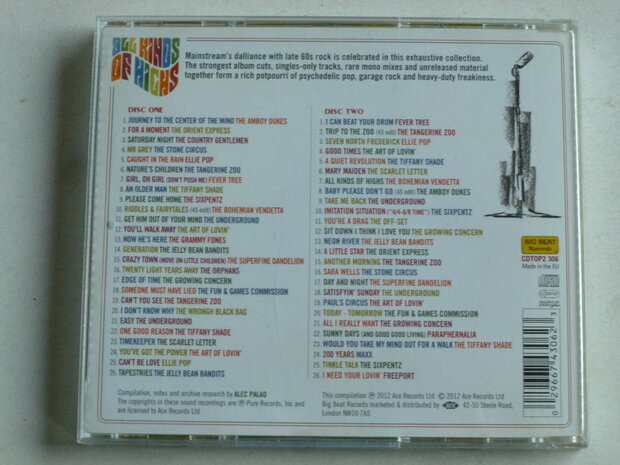 ALL KINDS
OF HIGHS
Mainstream's dalliance with late 60s rock is celebrated in this exhaustive collection.
The strongest album cuts, singles-only tracks, rare mono mixes and unreleased material
together form a rich potpourri of psychedelic pop, garage rock and heavy-duty freakiness.
DISC ONE
1. JOURNEY TO THE CENTER OF THE MIND THE AMBOY DUKES
2. FOR A MOMENT THE ORIENT EXPRESS
3. SATURDAY NIGHT THE COUNTRY GENTLEMEN
4. MR GREY THE STONE CIRCUS
5. CAUGHT IN THE RAIN ELLIE POP
6. NATURE'S CHILDREN THE TANGERINE ZOO
7. GIRL, OH GIRL (DON'T PUSH ME) FEVER TREE
8. AN OLDER MAN THE TIFFANY SHADE
9. PLEASE COME HOME THE SIXPENTZ
10. RIDDLES & FAIRYTALES (45 edit) THE BOHEMIAN VENDETTA
11. GET HIM OUT OF YOUR MIND THE UNDERGROUND
12. YOU'LL WALK AWAY THE ART OF LOVIN'
13. NOW HE'S HERE THE GRAMMY FONES
14. GENERATION THE JELLY BEAN BANDITS
15. CRAZY TOWN (MOVE ON LITTLE CHILDREN) THE SUPERFINE DANDELION
16. TWENTY LIGHT YEARS AWAY THE ORPHANS
17. EDGE OF TIME THE GROWING CONCERN
18. SOMEONE MUST HAVE LIED THE FUN & GAMES COMMISSION
19. CAN'T YOU SEE THE TANGERINE ZOO
20. I DON'T KNOW WHY THE WRONGH BLACK BAG
21. EASY THE UNDERGROUND
22. ONE GOOD REASON THE TIFFANY SHADE
23. TIMEKEEPER THE SCARLET LETTER
24. YOU'VE GOT THE POWER THE ART OF LOVIN'
25. CAN'T BE LOVE ELLIE POP
26. TAPESTRIES THE JELLY BEAN BANDITS
DISC TWO
1. I CAN BEAT YOUR DRUM FEVER TREE
2. TRIP TO THE ZOO (45 edit) THE TANGERINE ZOO
3. SEVEN NORTH FREDERICK ELLIE POP
4. GOOD TIMES THE ART OF LOVIN'
5. A QUIET REVOLUTION THE TIFFANY SHADE
6. MARY MAIDEN THE SCARLET LETTER
7. ALL KINDS OF HIGHS THE BOHEMIAN VENDETTA
8. BABY PLEASE DON'T GO (45 edit) THE AMBOY DUKES
9. TAKE ME BACK THE UNDERGROUND
10. IMITATION SITUATION ("4/4-6/8 TIME") THE SIXPENTZ
11. YOU'RE A DRAG THE OFF-SET
12. SIT DOWN I THINK I LOVE YOU THE GROWING CONCERN
13. NEON RIVER THE JELLY BEAN BANDITS
14. A LITTLE STAR THE ORIENT EXPRESS
15. ANOTHER MORNING THE TANGERINE ZOO
16. SARA WELLS THE STONE CIRCUS
17. DAY AND NIGHT THE SUPERFINE DANDELION
18. SATISFYIN' SUNDAY THE UNDERGROUND
19. PAUL'S CIRCUS THE ART OF LOVIN'
20. TODAY - TOMORROW THE FUN & GAMES COMMISSION
21. ALL I REALLY WANT THE GROWING CONCERN
22. SUNNY DAYS (AND GOOD GOOD LIVING) PARAPHERNALIA
23. WOULD YOU TAKE MY MIND OUT FOR A WALK THE TIFFANY SHADE
24. 200 YEARS MAXX
25. TINKLE TALK THE SIXPENTZ
26. I NEED YOUR LOVIN' FREEPORT
BIG BEAT
Records
CDTOP2 306
Made in the EU
0 29667 43062 3
Compilation, notes and archive research by ALEC PALAO
The copyrights in these sound recordings are ℗ Pure Records, Inc and
are licensed to Ace Records Ltd
This compilation ℗ 2012 Ace Records Ltd © 2012 Ace Records Ltd
Big Beat Records marketed & distributed by ACE 42-50 Steele Road,
London NW10 7AS